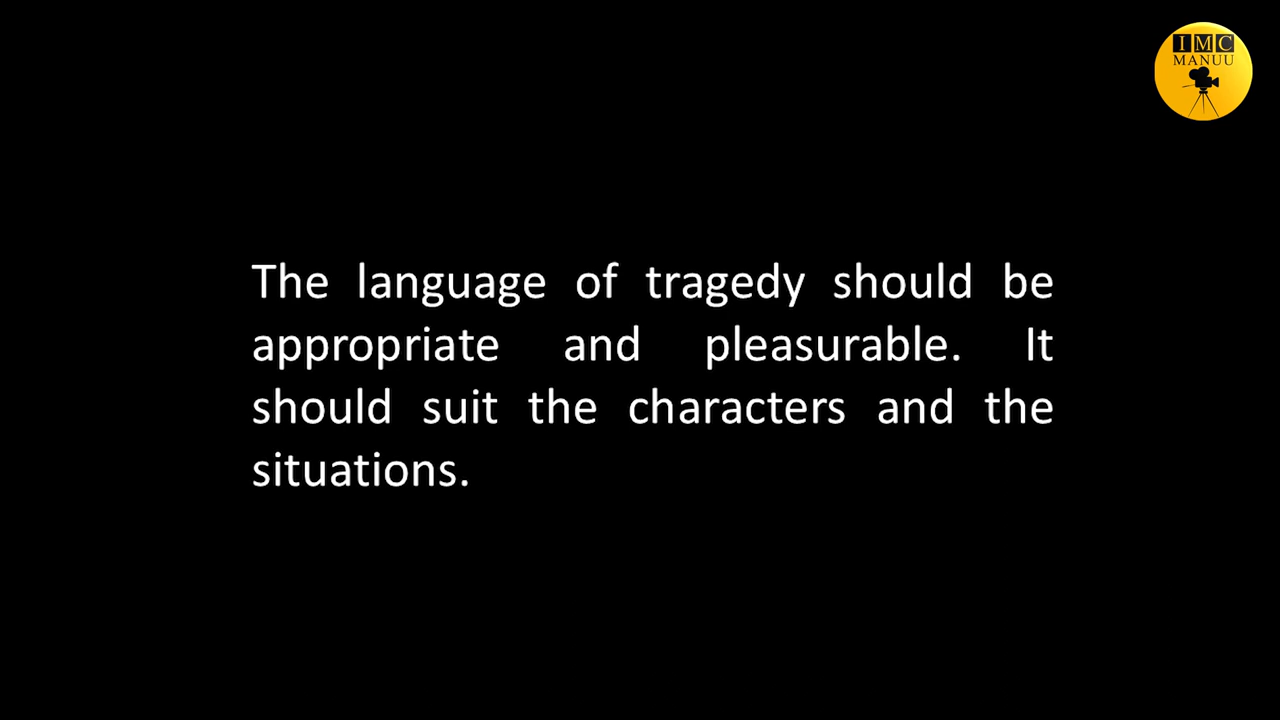 IMC
MANUU
The language of tragedy should be
appropriate and pleasurable. It
should suit the characters and the
situations.